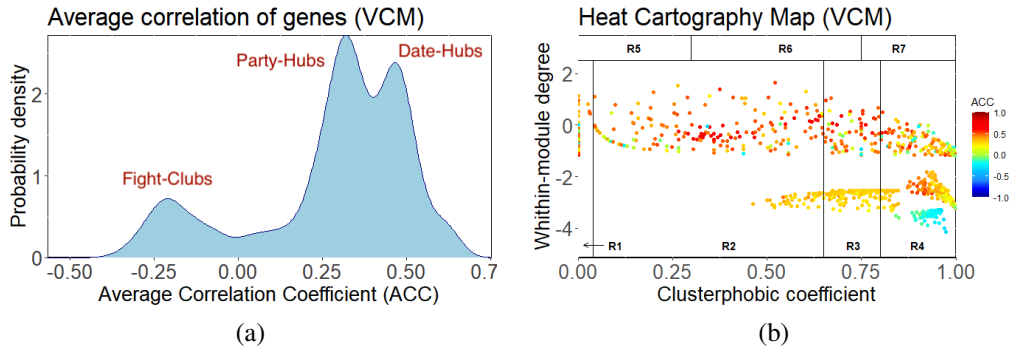 Average correlation of genes (VCM)
Probability density
2
1
0
Party-Hubs
Date-Hubs
Fight-Clubs
-0.50
-0.25
0.00
0.25
0.50
0.7
Average Correlation Coefficient (ACC)
(a)
Heat Cartography Map (VCM)
Whithin-module degree
R5
R6
R7
2
0
-2
-4
R1
R2
R3
R4
0.00
0.25
0.50
0.75
1.00
Clusterphobic coefficient
ACC
1.0
0.5
0.0
-0.5
-1.0
(b)